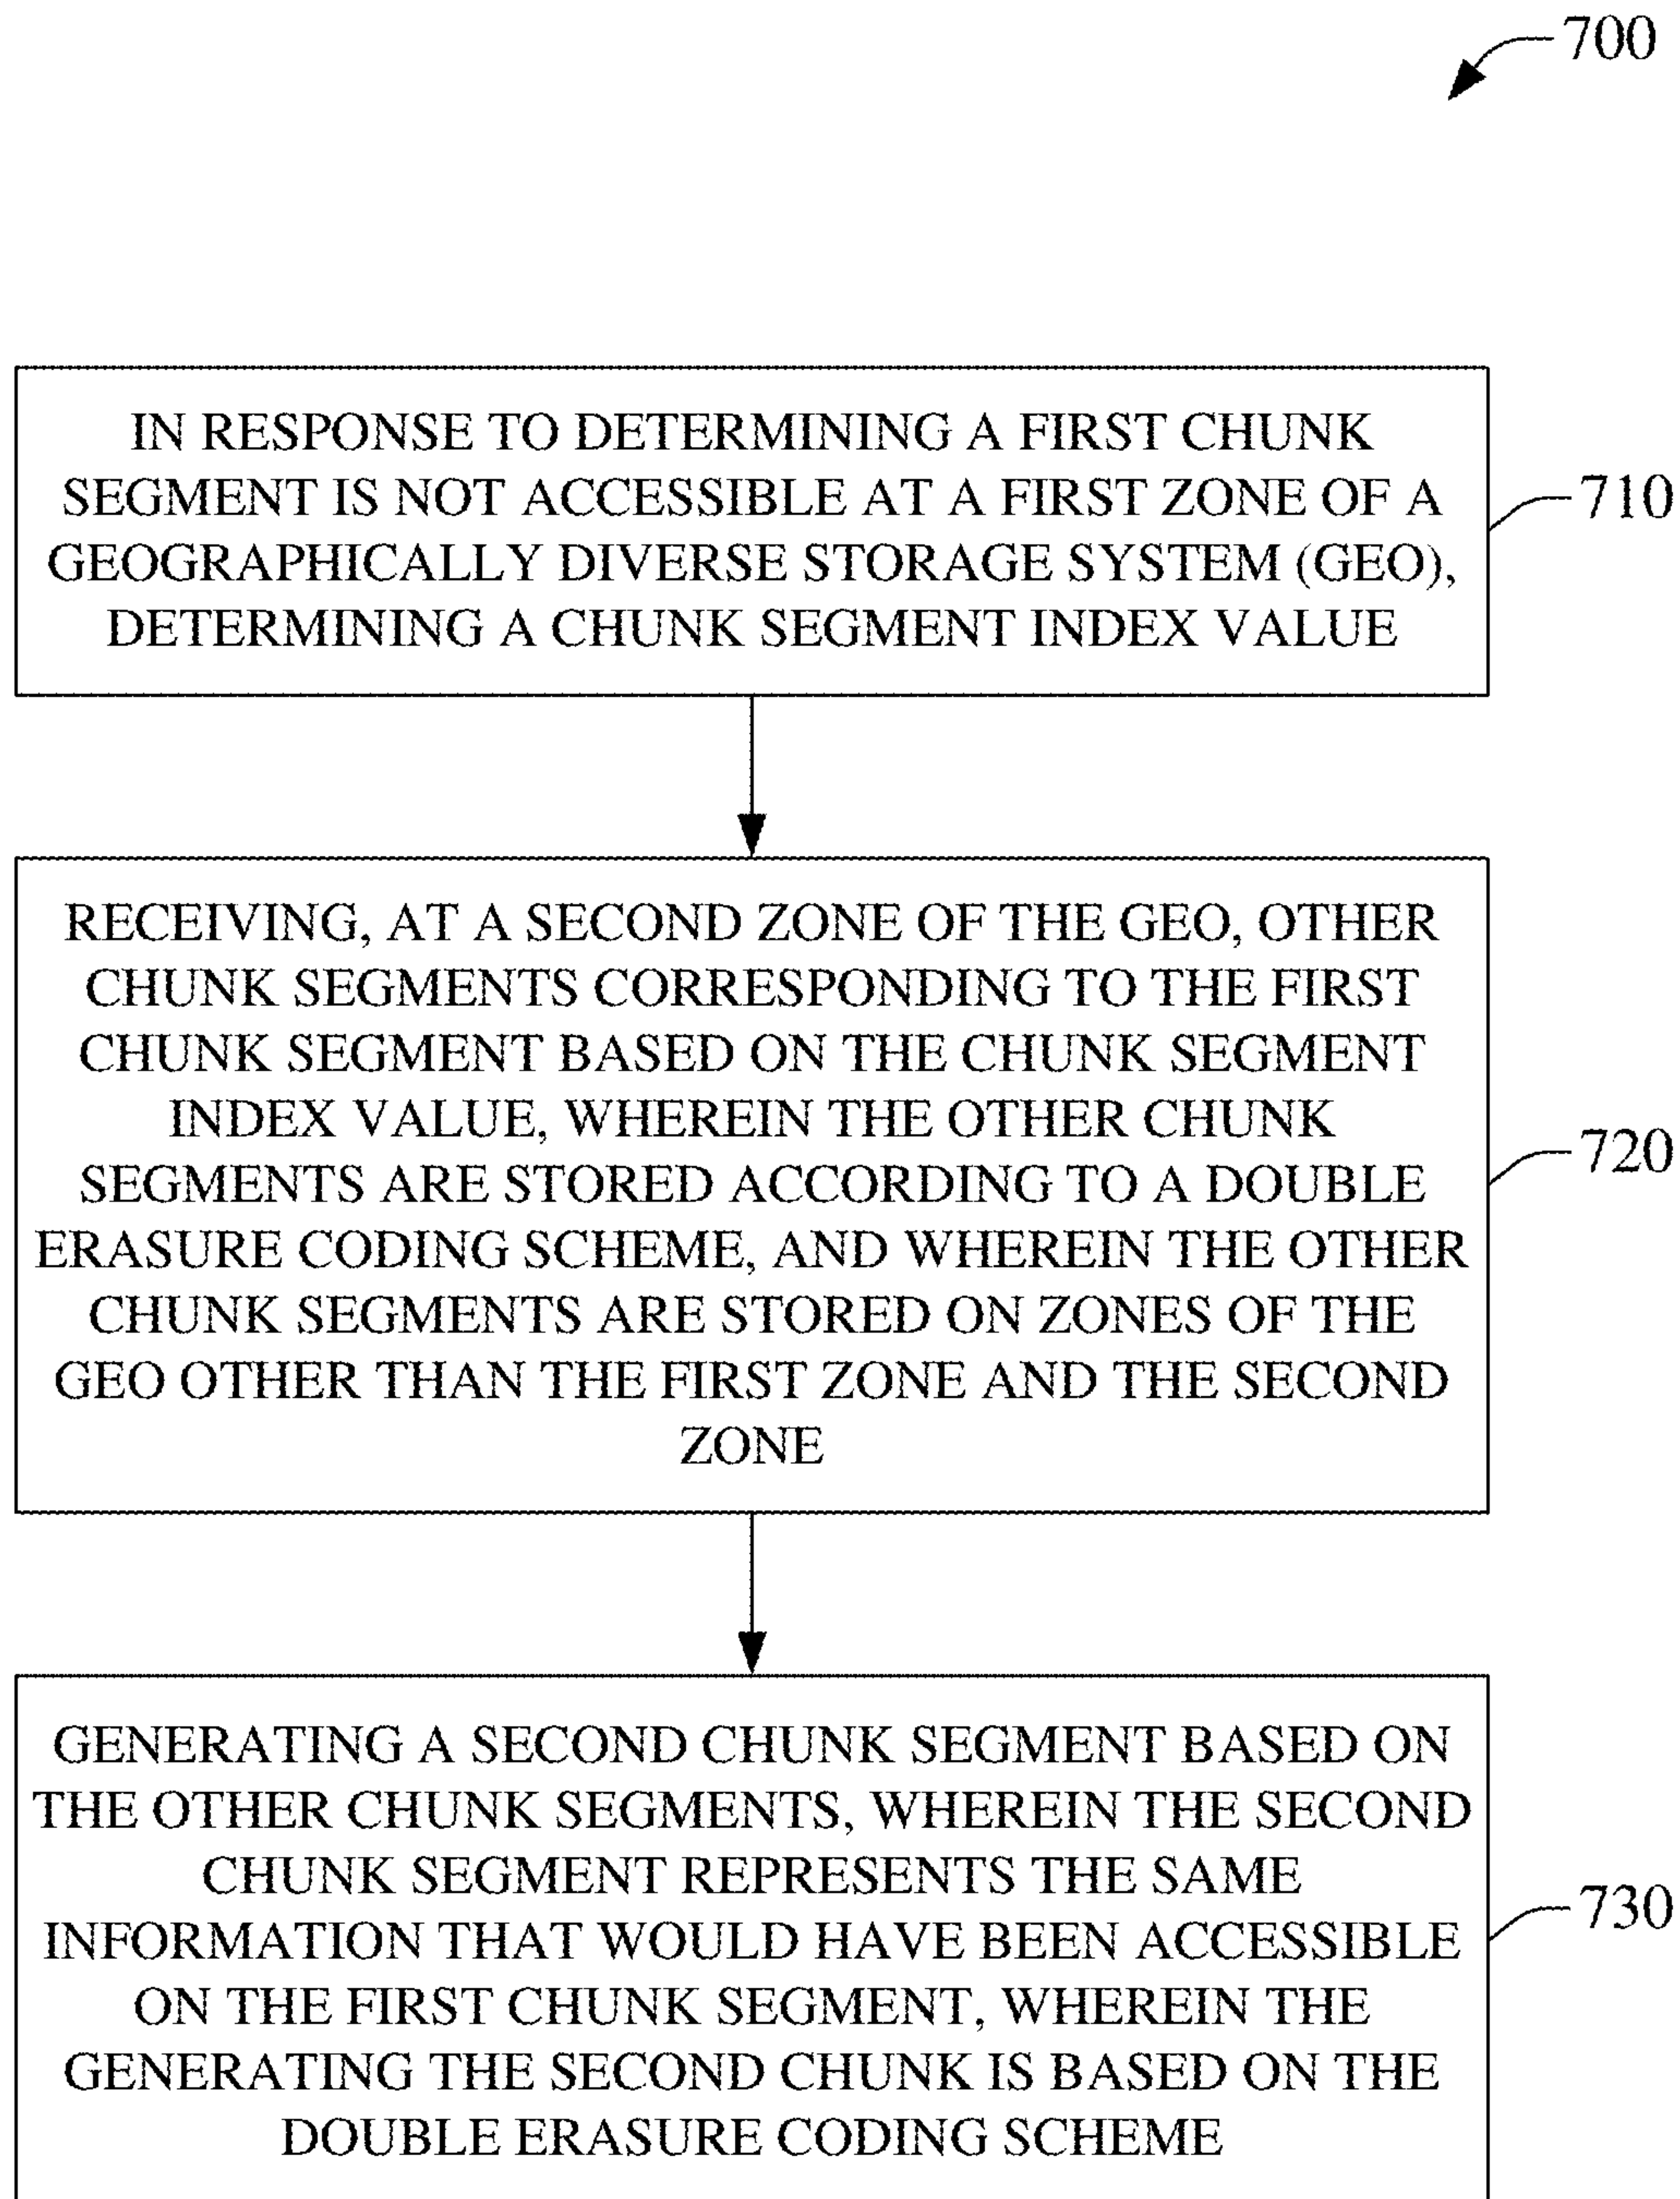 700
IN RESPONSE TO DETERMINING A FIRST CHUNK
SEGMENT IS NOT ACCESSIBLE AT A FIRST ZONE OF A
GEOGRAPHICALLY DIVERSE STORAGE SYSTEM (GEO),
DETERMINING A CHUNK SEGMENT INDEX VALUE
710
RECEIVING, AT A SECOND ZONE OF THE GEO, OTHER
CHUNK SEGMENTS CORRESPONDING TO THE FIRST
CHUNK SEGMENT BASED ON THE CHUNK SEGMENT
INDEX VALUE, WHEREIN THE OTHER CHUNK
SEGMENTS ARE STORED ACCORDING TO A DOUBLE
ERASURE CODING SCHEME, AND WHEREIN THE OTHER
CHUNK SEGMENTS ARE STORED ON ZONES OF THE
GEO OTHER THAN THE FIRST ZONE AND THE SECOND
ZONE
720
GENERATING A SECOND CHUNK SEGMENT BASED ON
THE OTHER CHUNK SEGMENTS, WHEREIN THE SECOND
CHUNK SEGMENT REPRESENTS THE SAME
INFORMATION THAT WOULD HAVE BEEN ACCESSIBLE
ON THE FIRST CHUNK SEGMENT, WHEREIN THE
GENERATING THE SECOND CHUNK IS BASED ON THE
DOUBLE ERASURE CODING SCHEME
730